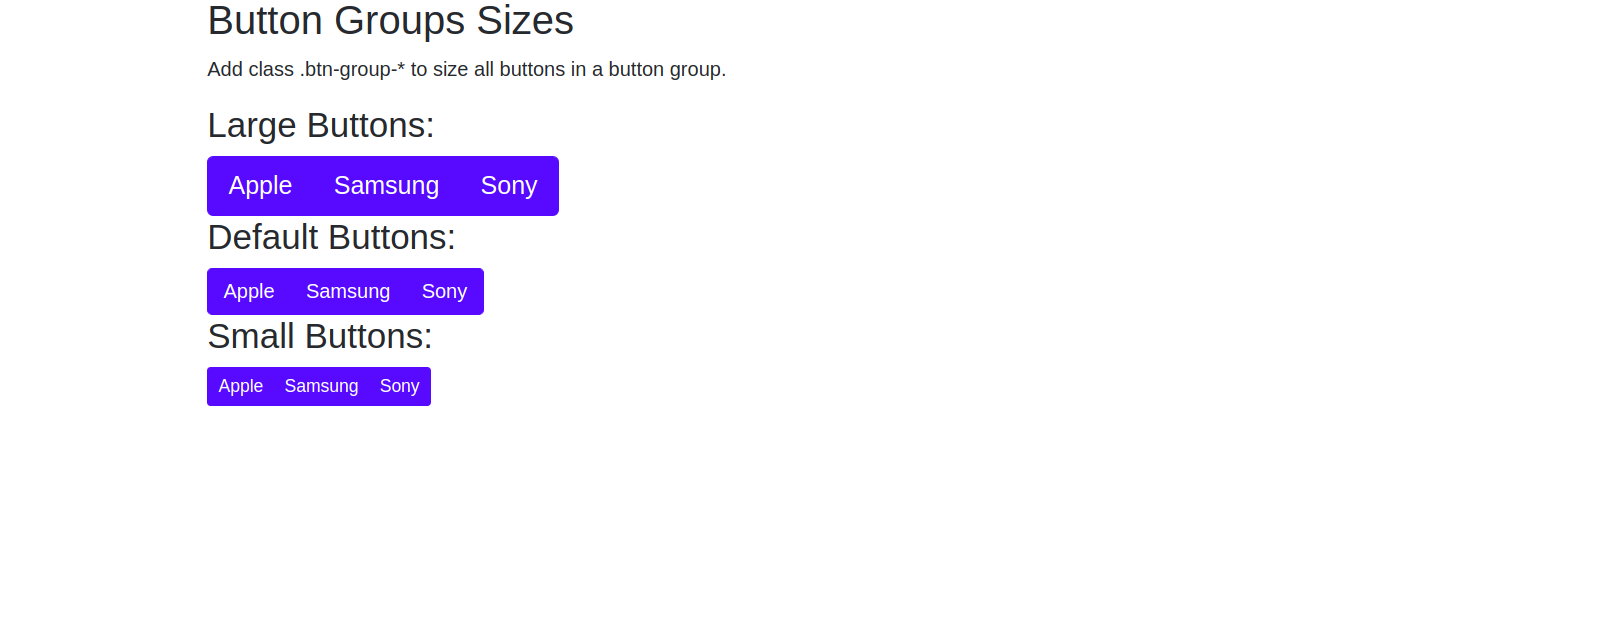 Button Groups Sizes
Add class .btn-group-* to size all buttons in a button group.
Large Buttons:
Apple Samsung Sony
Default Buttons:
Apple Samsung Sony
Small Buttons:
Apple Samsung Sony